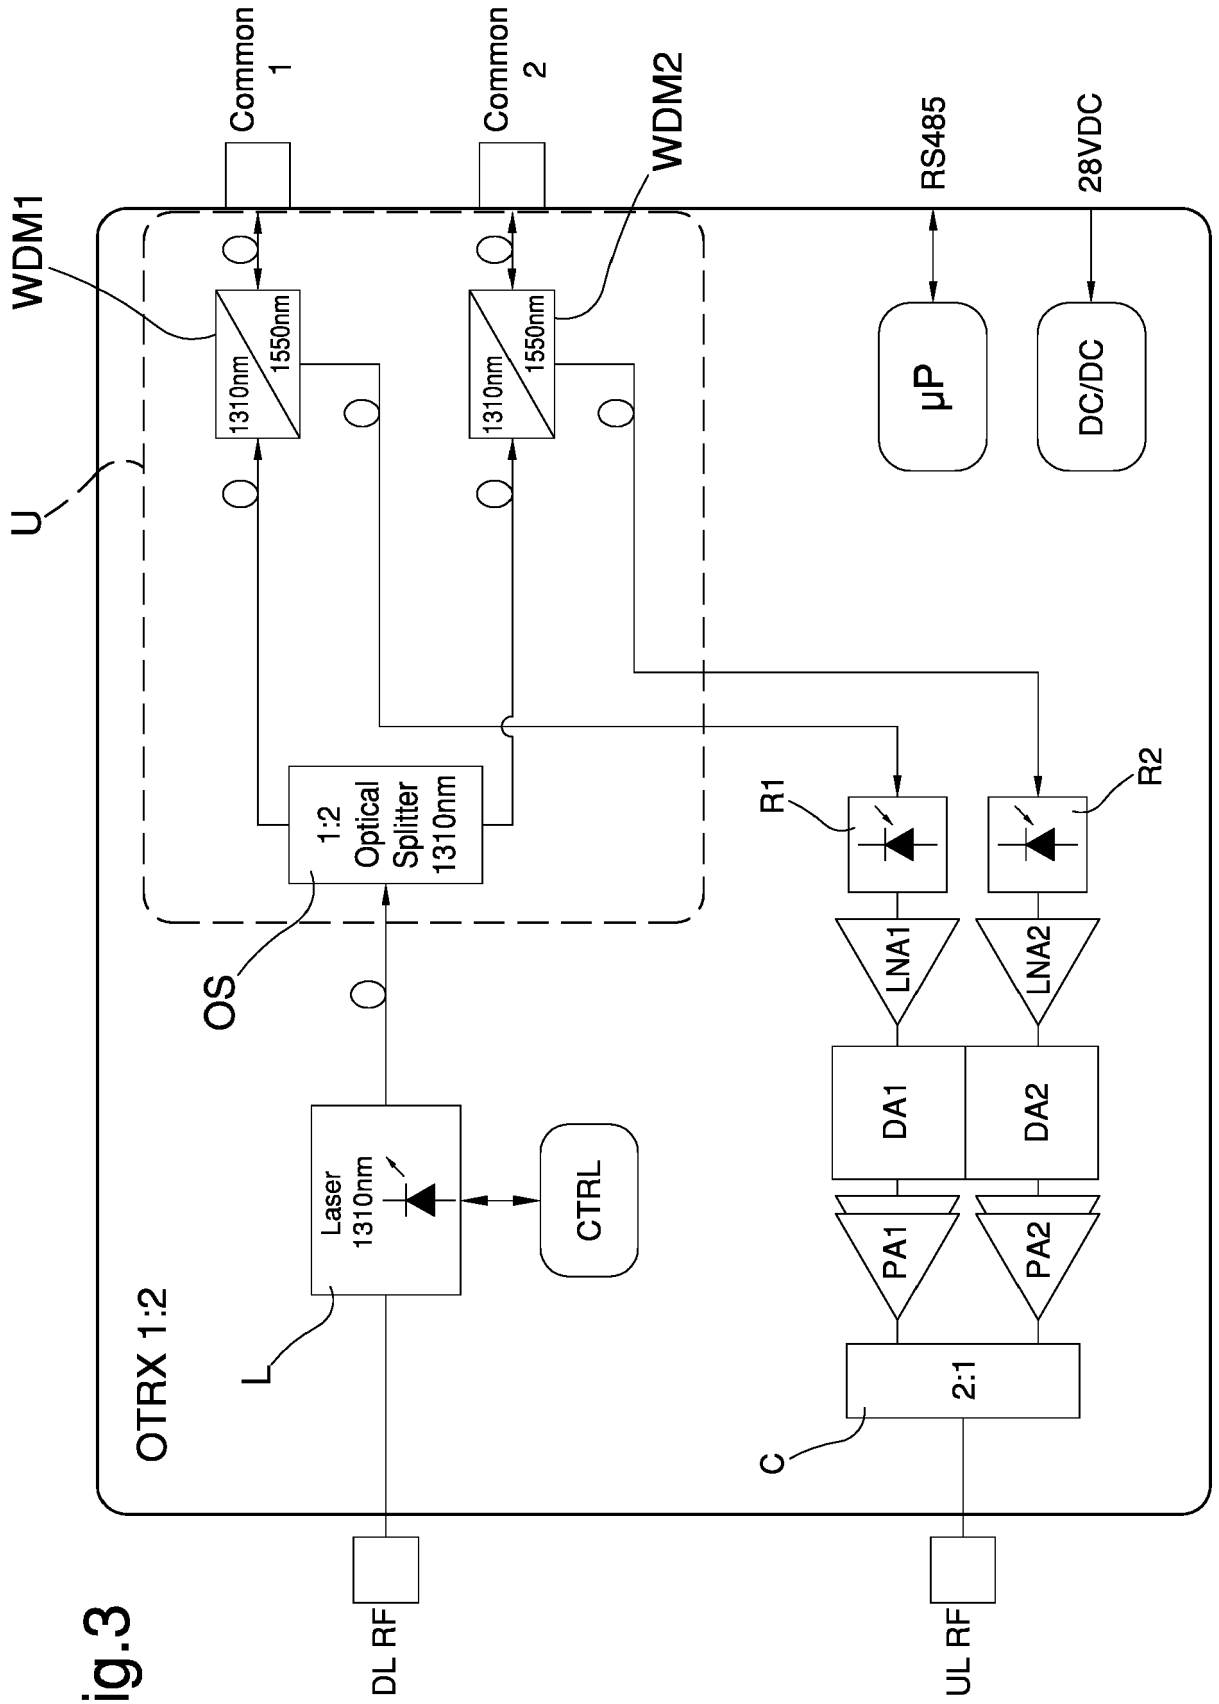 ig.3
OTRX 1:2
DL RF
L
Laser
1310nm
CTRL
OS
1:2
Optical
Splitter
1310nm
U
WDM1
1310nm
1550nm
Common
1
WDM2
1310nm
1550nm
Common
2
UL RF
C
2:1
PA1
PA2
DA1
DA2
LNA1
LNA2
R1
R2
µP
RS485
DC/DC
28VDC